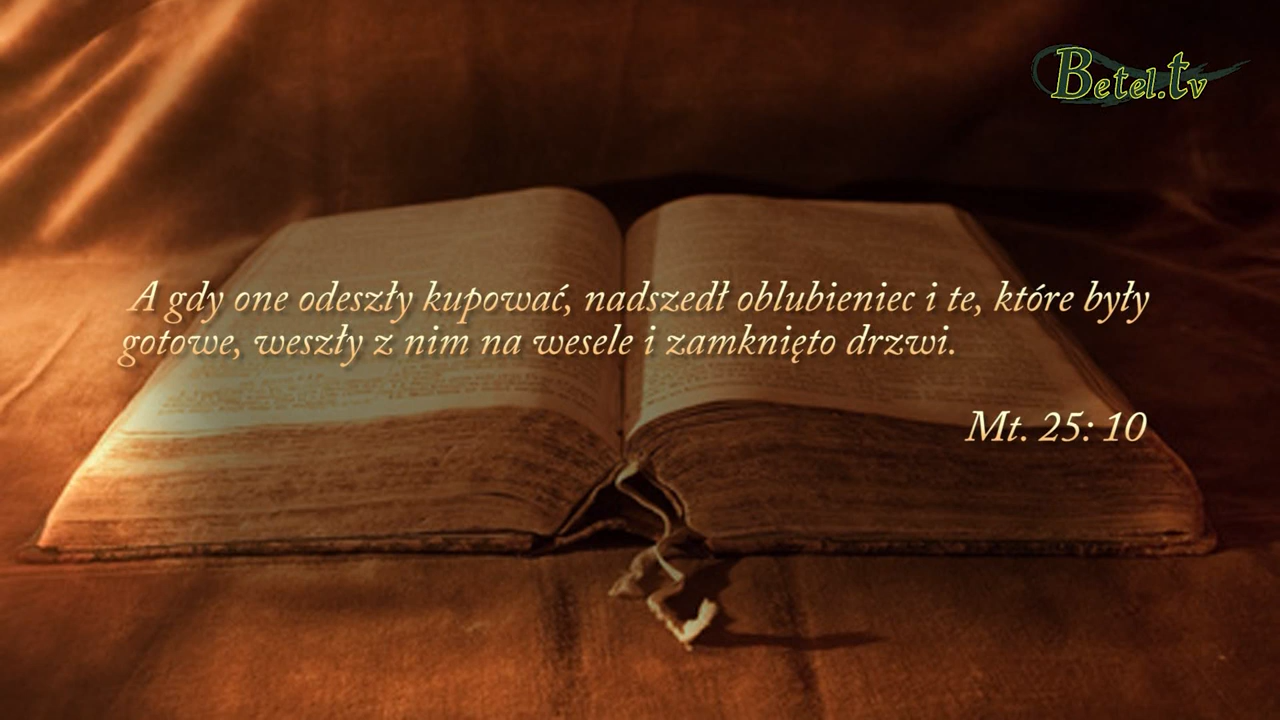 Betel.tv
A gdy one odeszły kupować, nadszedł oblubieniec i te, które były
gotowe, weszły z nim na wesele i zamknięto drzwi.
Mt. 25: 10